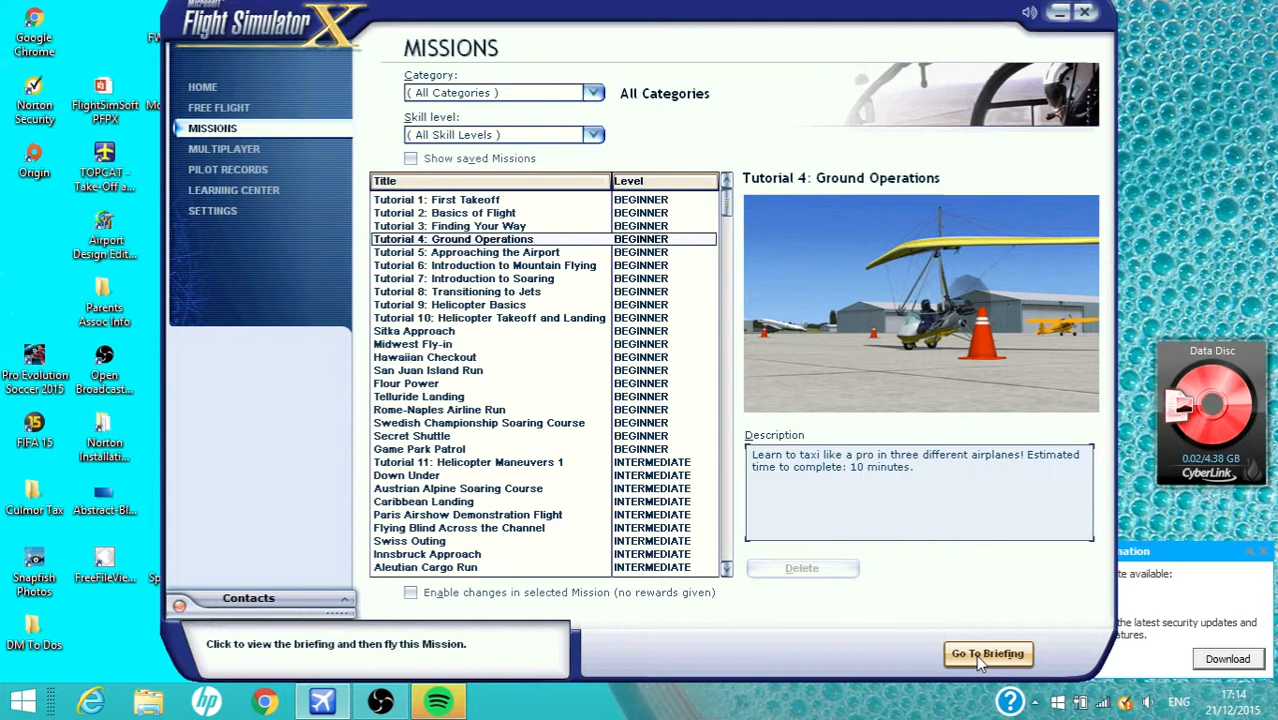 Google
Chrome
FW
Norton
Security
FlightSimSoft
PFPX
Mo
Origin
TOPCAT -
Take-Off a...
Airport
Design Edit...
Parents
Assoc Info
Pro Evolution
Soccer 2015
Open
Broadcast...
FIFA 15
Norton
Installati...
Culmor Tax
Abstract-Bl...
Snapfish
Photos
FreeFileView...
Sp
DM To Dos
Flight Simulator X
HOME
FREE FLIGHT
MISSIONS
MULTIPLAYER
PILOT RECORDS
LEARNING CENTER
SETTINGS
Contacts
MISSIONS
Category:
( All Categories )
All Categories
Skill level:
( All Skill Levels )
Show saved Missions
Title Level
Tutorial 1: First Takeoff BEGINNER
Tutorial 2: Basics of Flight BEGINNER
Tutorial 3: Finding Your Way BEGINNER
Tutorial 4: Ground Operations BEGINNER
Tutorial 5: Approaching the Airport BEGINNER
Tutorial 6: Introduction to Mountain Flying BEGINNER
Tutorial 7: Introduction to Soaring BEGINNER
Tutorial 8: Transitioning to Jets BEGINNER
Tutorial 9: Helicopter Basics BEGINNER
Tutorial 10: Helicopter Takeoff and Landing BEGINNER
Sitka Approach BEGINNER
Midwest Fly-in BEGINNER
Hawaiian Checkout BEGINNER
San Juan Island Run BEGINNER
Flour Power BEGINNER
Telluride Landing BEGINNER
Rome-Naples Airline Run BEGINNER
Swedish Championship Soaring Course BEGINNER
Secret Shuttle BEGINNER
Game Park Patrol BEGINNER
Tutorial 11: Helicopter Maneuvers 1 INTERMEDIATE
Down Under INTERMEDIATE
Austrian Alpine Soaring Course INTERMEDIATE
Caribbean Landing INTERMEDIATE
Paris Airshow Demonstration Flight INTERMEDIATE
Flying Blind Across the Channel INTERMEDIATE
Swiss Outing INTERMEDIATE
Innsbruck Approach INTERMEDIATE
Aleutian Cargo Run INTERMEDIATE
Enable changes in selected Mission (no rewards given)
Tutorial 4: Ground Operations
Description
Learn to taxi like a pro in three different airplanes! Estimated
time to complete: 10 minutes.
Delete
Click to view the briefing and then fly this Mission.
Go To Briefing
Data Disc
0.02/4.38 GB
CyberLink
mation
te available:
the latest security updates and
atures.
Download
ENG
17:14
21/12/2015